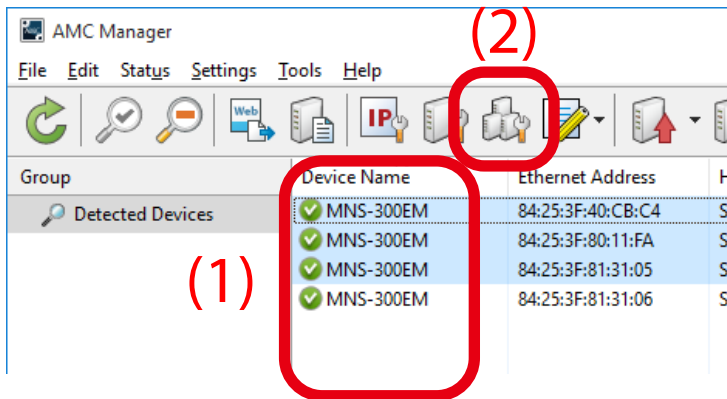 AMC Manager
(2)
File Edit Status Settings Tools Help
Web IP
Group Device Name Ethernet Address H
Detected Devices MNS-300EM 84:25:3F:40:CB:C4 S
MNS-300EM 84:25:3F:80:11:FA S
(1) MNS-300EM 84:25:3F:81:31:05 S
MNS-300EM 84:25:3F:81:31:06 S